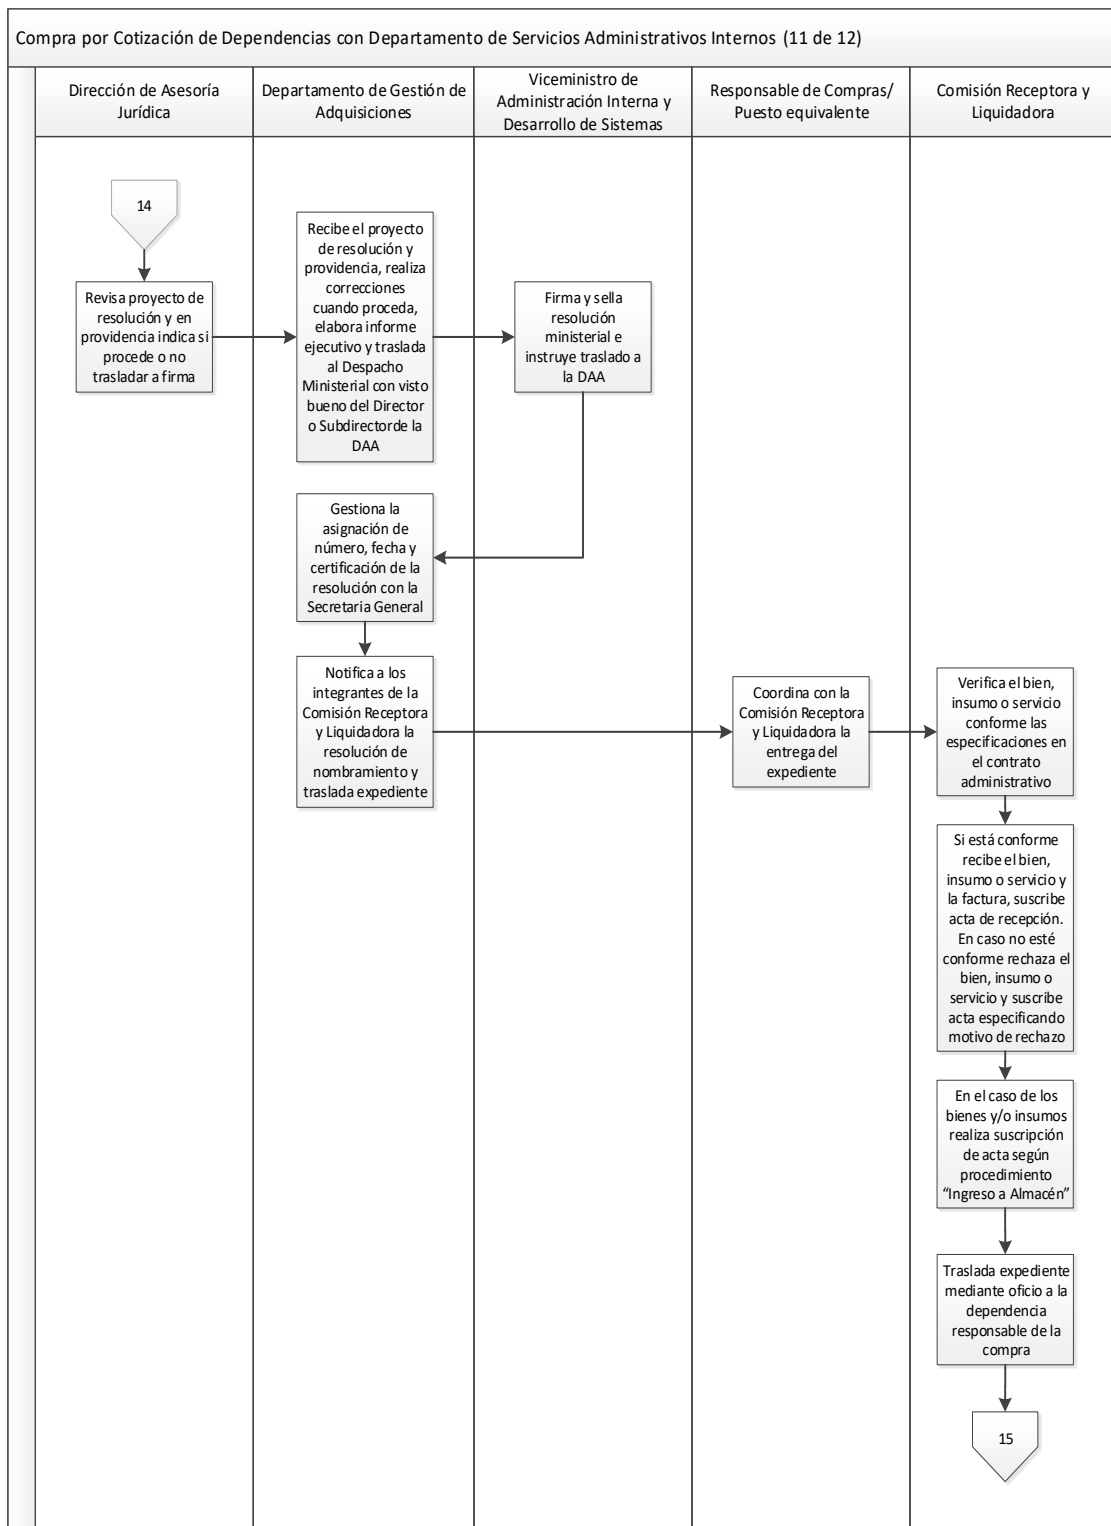 Compra por Cotización de Dependencias con Departamento de Servicios Administrativos Internos (11 de 12)
Dirección de Asesoría
Jurídica
Departamento de Gestión de
Adquisiciones
Viceministro de
Administración Interna y
Desarrollo de Sistemas
Responsable de Compras/
Puesto equivalente
Comisión Receptora y
Liquidadora
14
Revisa proyecto de
resolución y en
providencia indica si
procede o no
trasladar a firma
Recibe el proyecto
de resolución y
providencia, realiza
correcciones
cuando proceda,
elabora informe
ejecutivo y traslada
al Despacho
Ministerial con visto
bueno del Director
o Subdirectorde la
DAA
Firma y sella
resolución
ministerial e
instruye traslado a
la DAA
Gestiona la
asignación de
número, fecha y
certificación de la
resolución con la
Secretaria General
Notifica a los
integrantes de la
Comisión Receptora
y Liquidadora la
resolución de
nombramiento y
traslada expediente
Coordina con la
Comisión Receptora
y Liquidadora la
entrega del
expediente
Verifica el bien,
insumo o servicio
conforme las
especificaciones en
el contrato
administrativo
Si está conforme
recibe el bien,
insumo o servicio y
la factura, suscribe
acta de recepción.
En caso no esté
conforme rechaza el
bien, insumo o
servicio y suscribe
acta especificando
motivo de rechazo
En el caso de los
bienes y/o insumos
realiza suscripción
de acta según
procedimiento
“Ingreso a Almacén”
Traslada expediente
mediante oficio a la
dependencia
responsable de la
compra
15